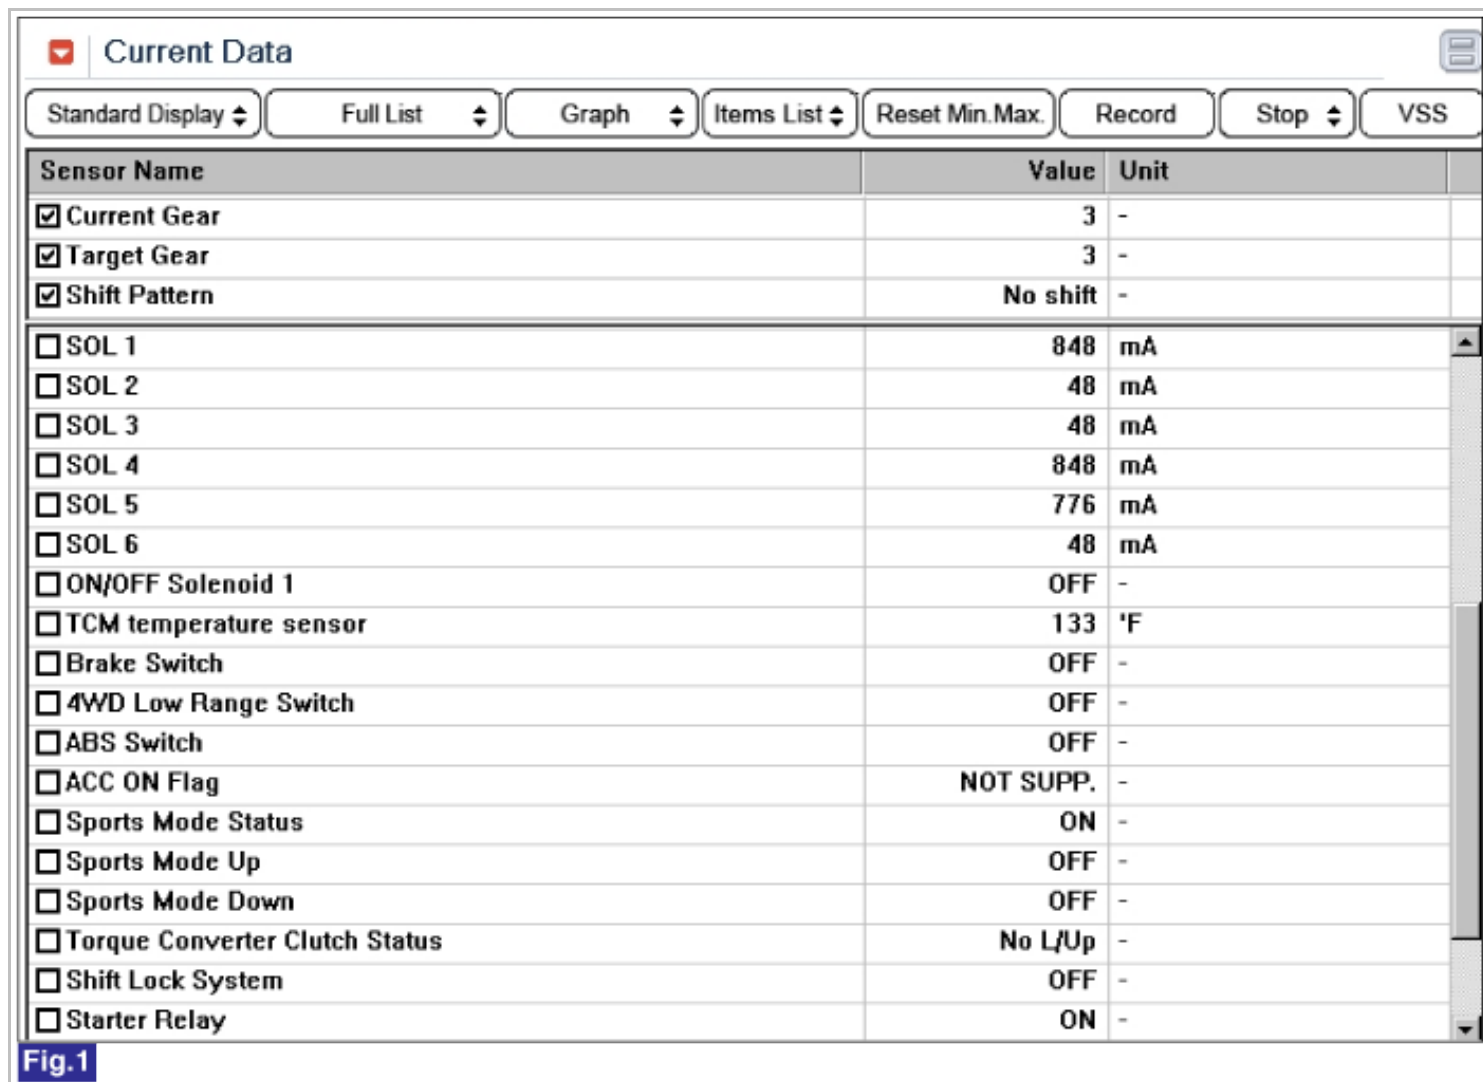 Current Data
Standard Display Full List Graph Items List Reset Min.Max. Record Stop VSS
Sensor Name Value Unit
Current Gear 3 -
Target Gear 3 -
Shift Pattern No shift -
SOL 1 848 mA
SOL 2 48 mA
SOL 3 48 mA
SOL 4 848 mA
SOL 5 776 mA
SOL 6 48 mA
ON/OFF Solenoid 1 OFF -
TCM temperature sensor 133 'F
Brake Switch OFF -
4WD Low Range Switch OFF -
ABS Switch OFF -
ACC ON Flag NOT SUPP. -
Sports Mode Status ON -
Sports Mode Up OFF -
Sports Mode Down OFF -
Torque Converter Clutch Status No L/Up -
Shift Lock System OFF -
Starter Relay ON -
Fig.1